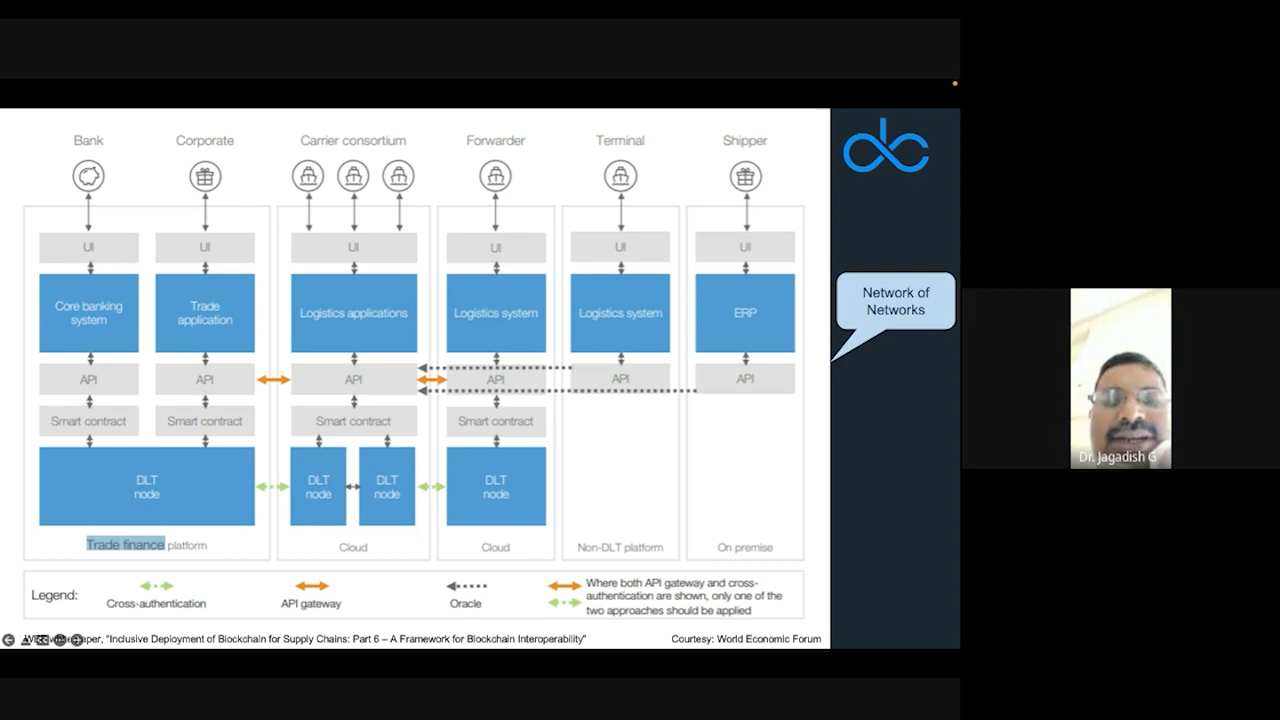 Bank
Corporate
Carrier consortium
Forwarder
Terminal
Shipper
UI
UI
UI
UI
UI
UI
Core banking
system
Trade
application
Logistics applications
Logistics system
Logistics system
ERP
API
API
API
API
API
API
Smart contract
Smart contract
Smart contract
Smart contract
DLT
node
DLT
node
DLT
node
DLT
node
Trade finance platform
Cloud
Cloud
Non-DLT platform
On premise
Legend:
Cross-authentication
API gateway
Oracle
Where both API gateway and cross-
authentication are shown, only one of the
two approaches should be applied
"Inclusive Deployment of Blockchain for Supply Chains: Part 6 – A Framework for Blockchain Interoperability"
Courtesy: World Economic Forum
Network of
Networks
Dr. Jagadish G